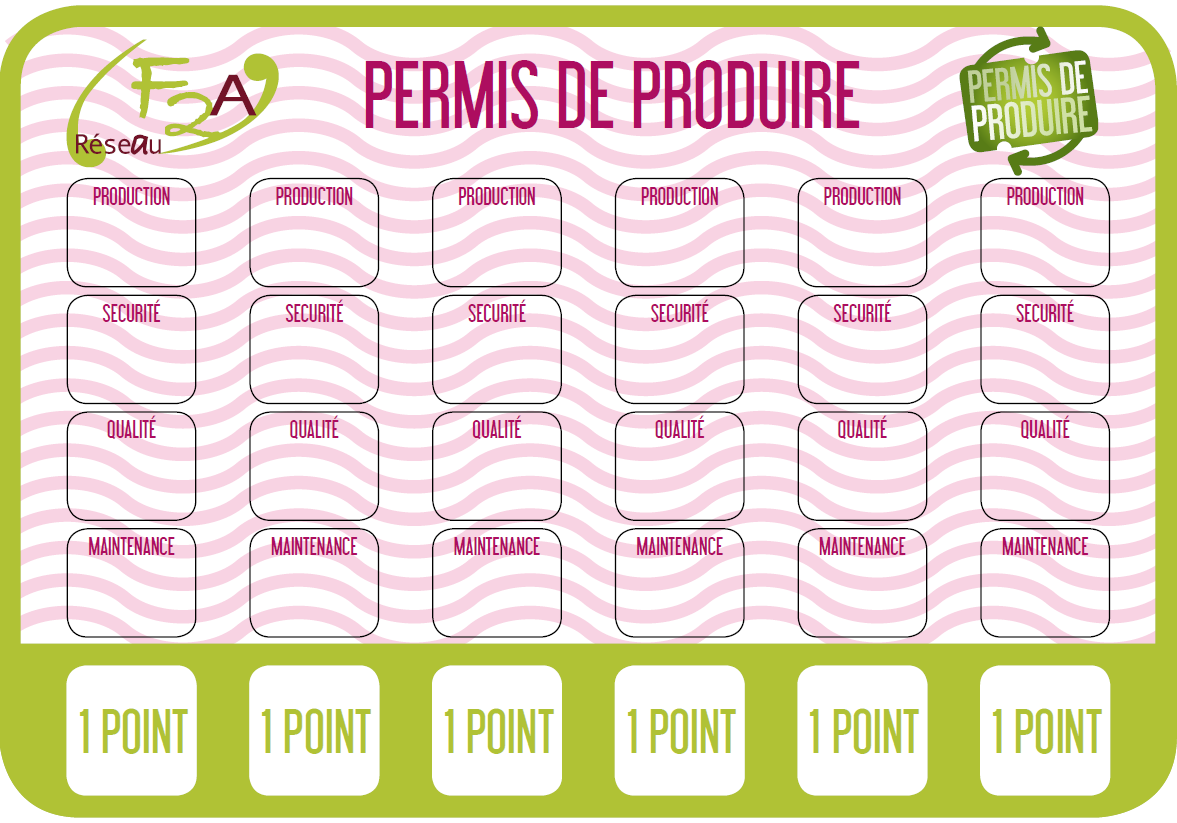 F2A
Réseau
PERMIS DE PRODUIRE
PERMIS DE
PRODUIRE
PRODUCTION PRODUCTION PRODUCTION PRODUCTION PRODUCTION PRODUCTION
SECURITÉ SECURITÉ SECURITÉ SECURITÉ SECURITÉ SECURITÉ
QUALITÉ QUALITÉ QUALITÉ QUALITÉ QUALITÉ QUALITÉ
MAINTENANCE MAINTENANCE MAINTENANCE MAINTENANCE MAINTENANCE MAINTENANCE
1 POINT 1 POINT 1 POINT 1 POINT 1 POINT 1 POINT